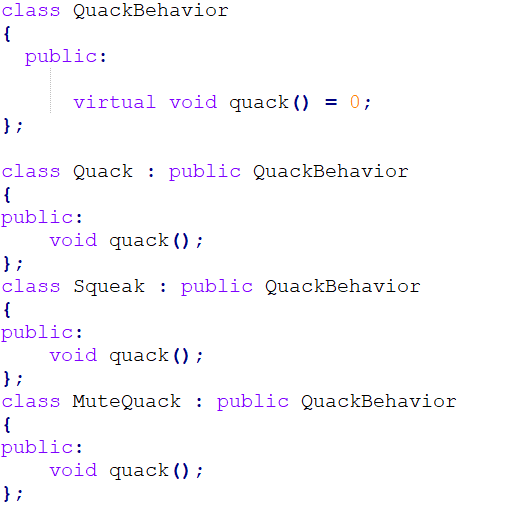 class QuackBehavior
{
  public:
      virtual void quack() = 0;
};
class Quack : public QuackBehavior
{
public:
    void quack();
};
class Squeak : public QuackBehavior
{
public:
    void quack();
};
class MuteQuack : public QuackBehavior
{
public:
    void quack();
};